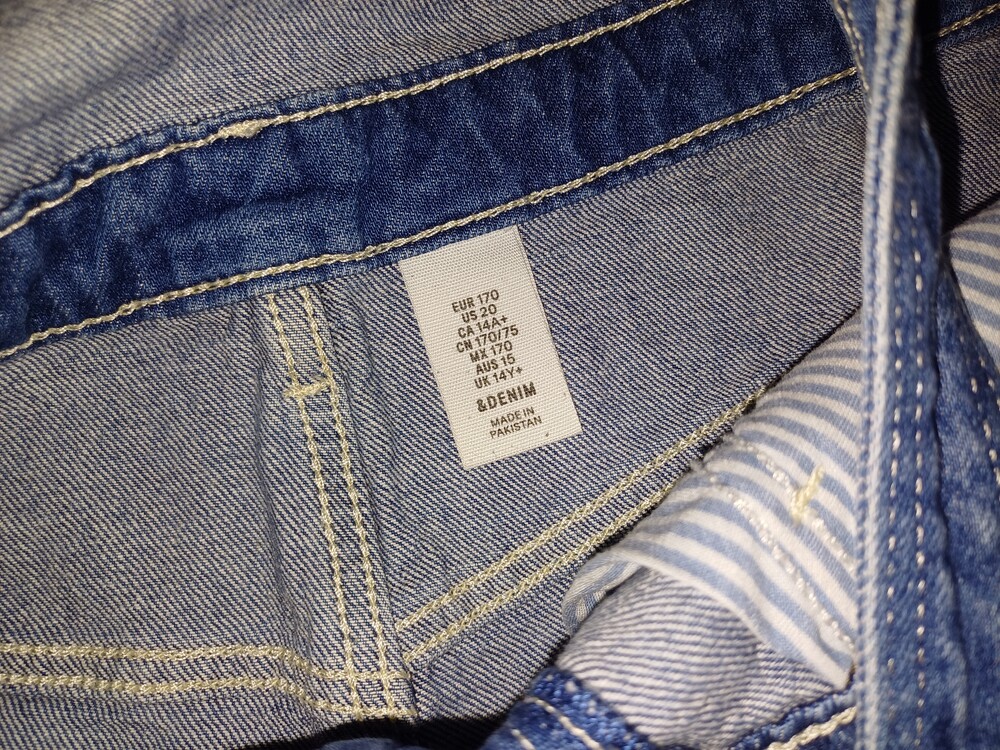 EUR 170
US 20
CA 14A+
CN 170/75
MX 170
AUS 15
UK 14Y+
&DENIM
MADE IN
PAKISTAN